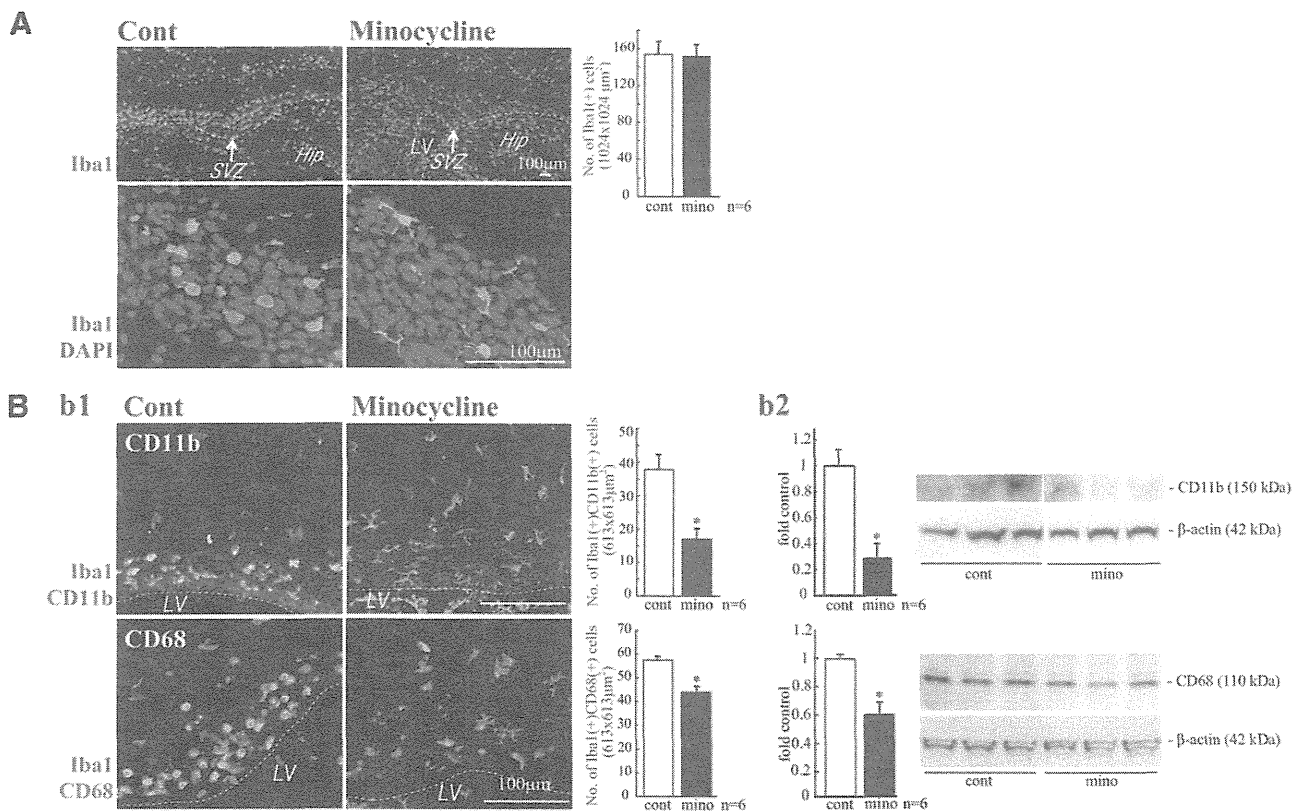 A
Cont
Minocycline
Iba1
SVZ
Hip
LV
SVZ
Hip
100μm
No. of Iba1(+) cells
(1024x1024 μm²)
160
120
80
40
0
cont mino n=6
Iba1
DAPI
100μm
B b1
Cont
Minocycline
CD11b
Iba1
CD11b
LV
LV
No. of Iba1(+)CD11b(+) cells
(613x613μm²)
50
40
30
20
10
0
*
cont mino n=6
CD68
Iba1
CD68
LV
LV
100μm
No. of Iba1(+)CD68(+) cells
(613x613μm²)
70
60
50
40
30
20
10
0
*
cont mino n=6
b2
fold control
1.2
1
0.8
0.6
0.4
0.2
0
*
cont mino n=6
- CD11b (150 kDa)
- β-actin (42 kDa)
cont mino
fold control
1.2
1
0.8
0.6
0.4
0.2
0
*
cont mino n=6
- CD68 (110 kDa)
- β-actin (42 kDa)
cont mino